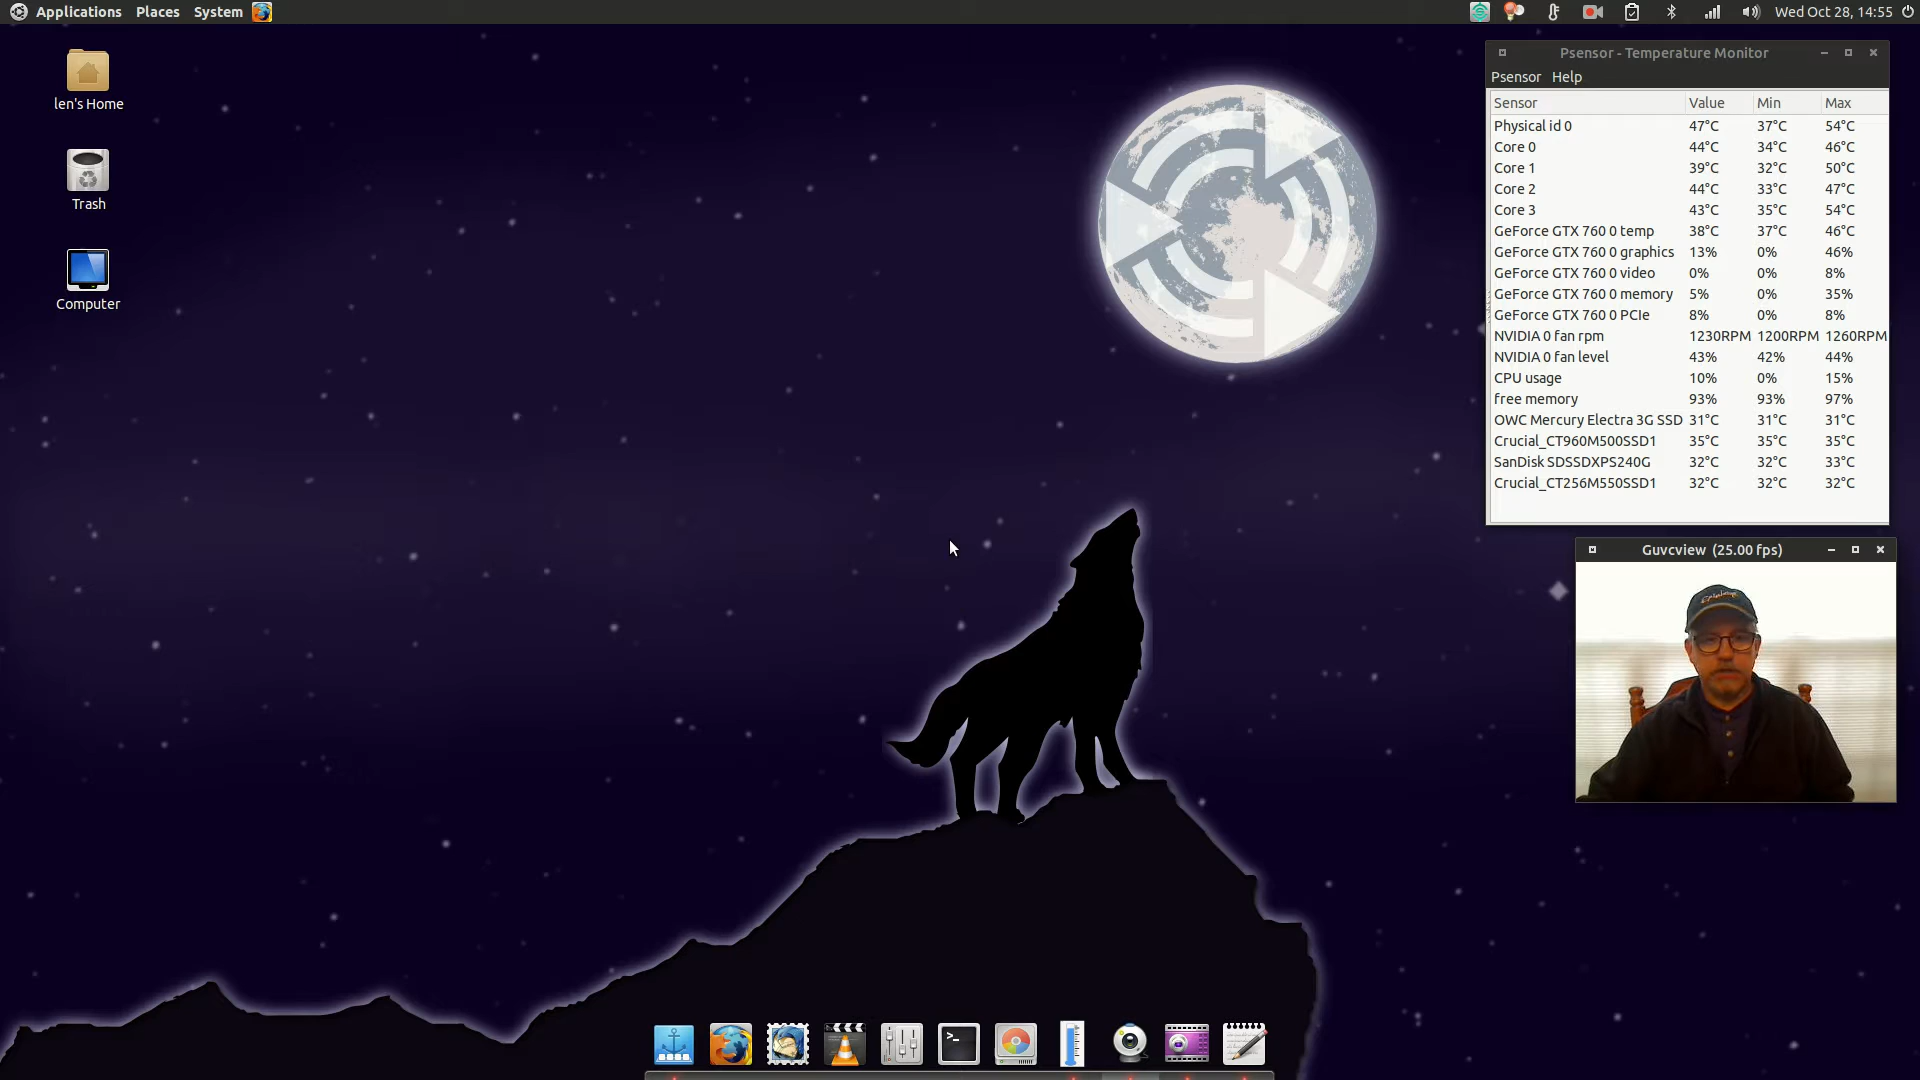 Applications Places System
Wed Oct 28, 14:55
len's Home
Trash
Computer
Psensor - Temperature Monitor
Psensor Help
Sensor Value Min Max
Physical id 0 47°C 37°C 54°C
Core 0 44°C 34°C 46°C
Core 1 39°C 32°C 50°C
Core 2 44°C 33°C 47°C
Core 3 43°C 35°C 54°C
GeForce GTX 760 0 temp 38°C 37°C 46°C
GeForce GTX 760 0 graphics 13% 0% 46%
GeForce GTX 760 0 video 0% 0% 8%
GeForce GTX 760 0 memory 5% 0% 35%
GeForce GTX 760 0 PCIe 8% 0% 8%
NVIDIA 0 fan rpm 1230RPM 1200RPM 1260RPM
NVIDIA 0 fan level 43% 42% 44%
CPU usage 10% 0% 15%
free memory 93% 93% 97%
OWC Mercury Electra 3G SSD 31°C 31°C 31°C
Crucial_CT960M500SSD1 35°C 35°C 35°C
SanDisk SDSSDXPS240G 32°C 32°C 33°C
Crucial_CT256M550SSD1 32°C 32°C 32°C
Guvcview (25.00 fps)
>_